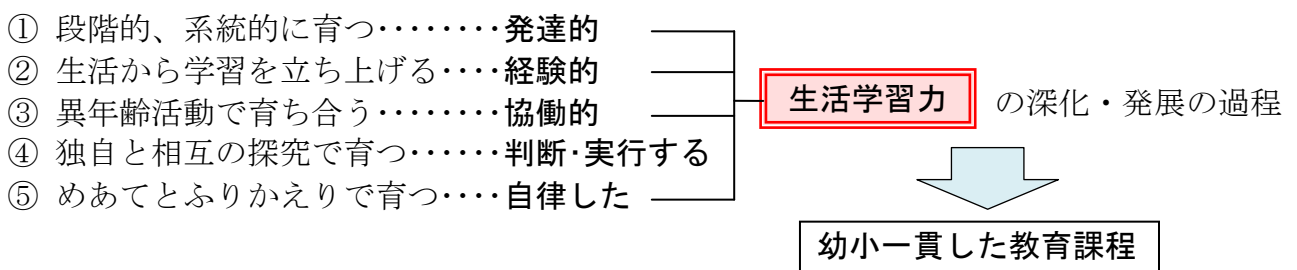 ① 段階的、系統的に育つ‥‥‥‥発達的
② 生活から学習を立ち上げる‥‥経験的
③ 異年齢活動で育ち合う‥‥‥‥協働的
④ 独自と相互の探究で育つ‥‥‥判断･実行する
⑤ めあてとふりかえりで育つ‥‥自律した
生活学習力 の深化・発展の過程
幼小一貫した教育課程